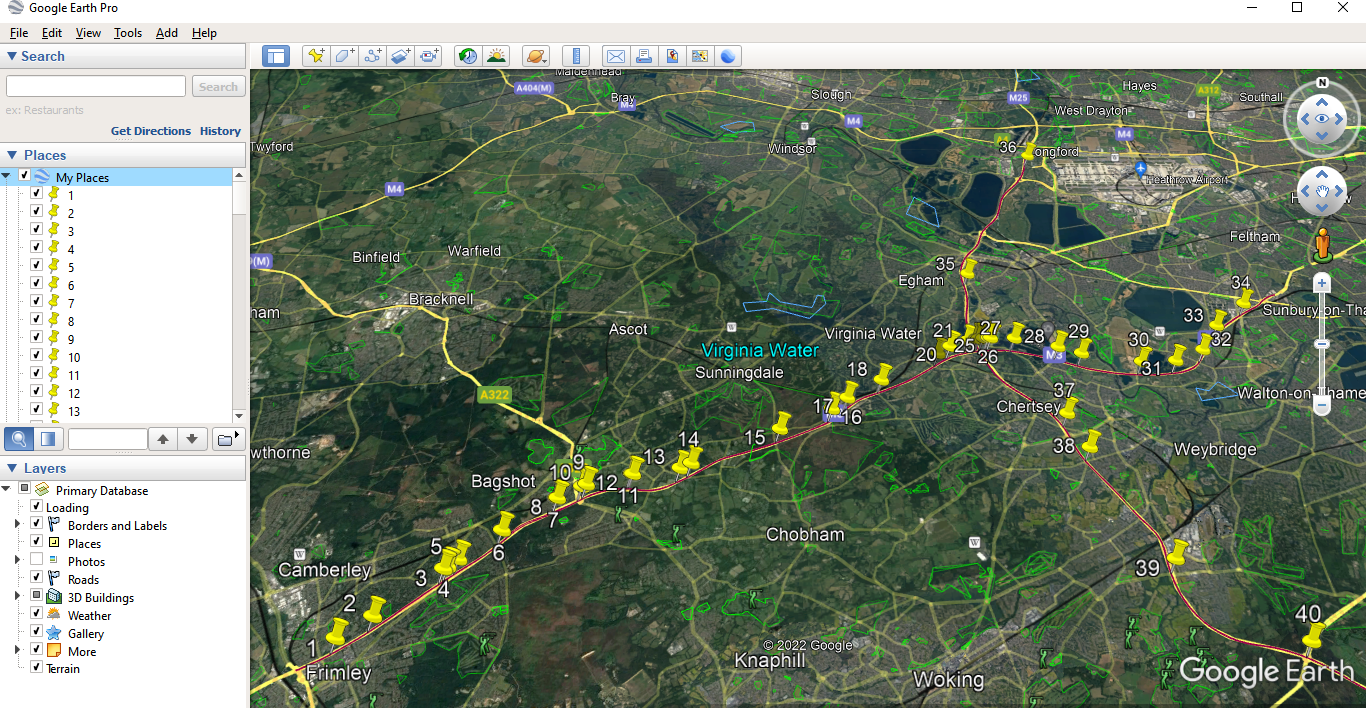 Google Earth Pro
File Edit View Tools Add Help
Search
Search
ex: Restaurants
Get Directions History
Places
My Places
1
2
3
4
5
6
7
8
9
10
11
12
13
Layers
Primary Database
Loading
Borders and Labels
Places
Photos
Roads
3D Buildings
Weather
Gallery
More
Terrain
Maidenhead
A404(M)
Bray
M4
Slough
M4
M25
Hayes
A312
Southall
N
West Drayton
M4
Twyford
Windsor
A4
36
ongford
Heathrow Airport
M4
Feltham
Binfield
Warfield
(M)
35
Egham
34
Bracknell
ham
Ascot
W
Virginia Water
21
27
28
29
33
Sunbury-on-Tha
20
25
26
M3
30
W
32
31
Virginia Water
Sunningdale
18
37
A322
17
16
Chertsey
Walton-on-Thame
15
14
38
Weybridge
wthorne
9
13
Bagshot
10
12
11
8
7
Chobham
W
5
6
W
Camberley
3
4
39
2
40
1
© 2022 Google
Knaphill
Frimley
Woking
Google Earth